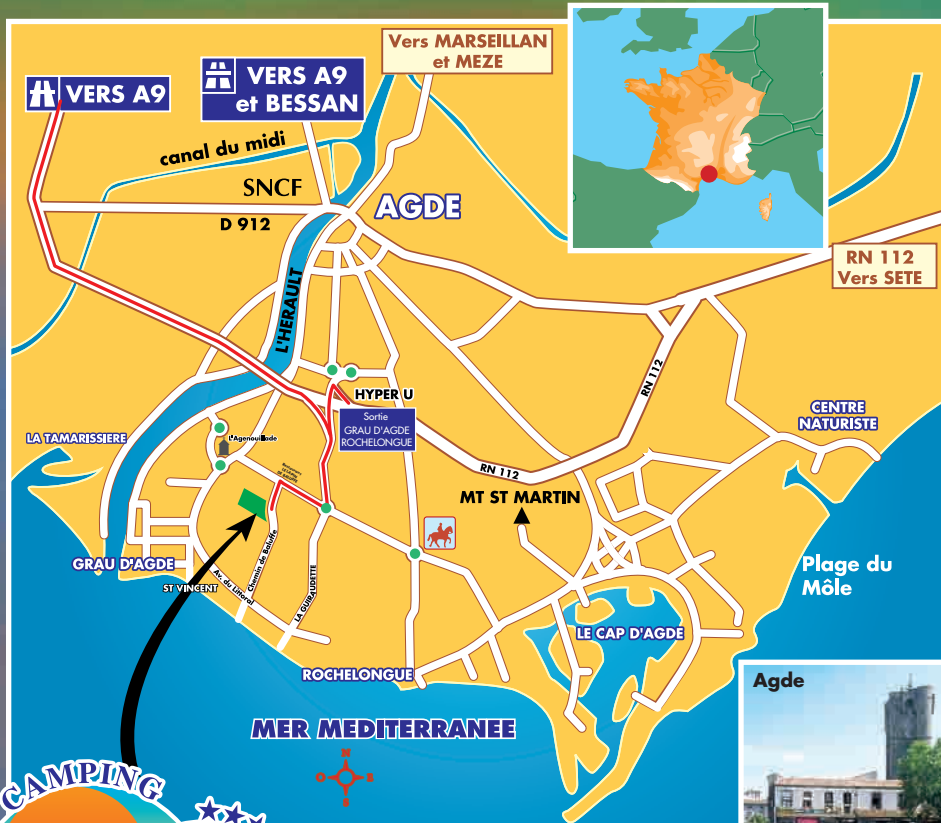 VERS A9
VERS A9
et BESSAN
Vers MARSEILLAN
et MEZE
canal du midi
SNCF
D 912
AGDE
RN 112
Vers SETE
L'HERAULT
RN 112
HYPER U
Sortie
GRAU D'AGDE
ROCHELONGUE
CENTRE
NATURISTE
LA TAMARISSIERE
L'Agenouillade
RN 112
MT ST MARTIN
GRAU D'AGDE
ST VINCENT
Av. du Littoral
Chemin de Baluffe
LA GUIRAUDETTE
Plage du
Môle
LE CAP D'AGDE
ROCHELONGUE
Agde
MER MEDITERRANEE
N
O
E
S
CAMPING